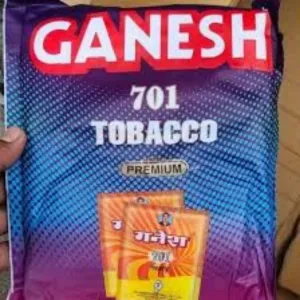 GANESH
701
TOBACCO
PREMIUM
गनेश
701